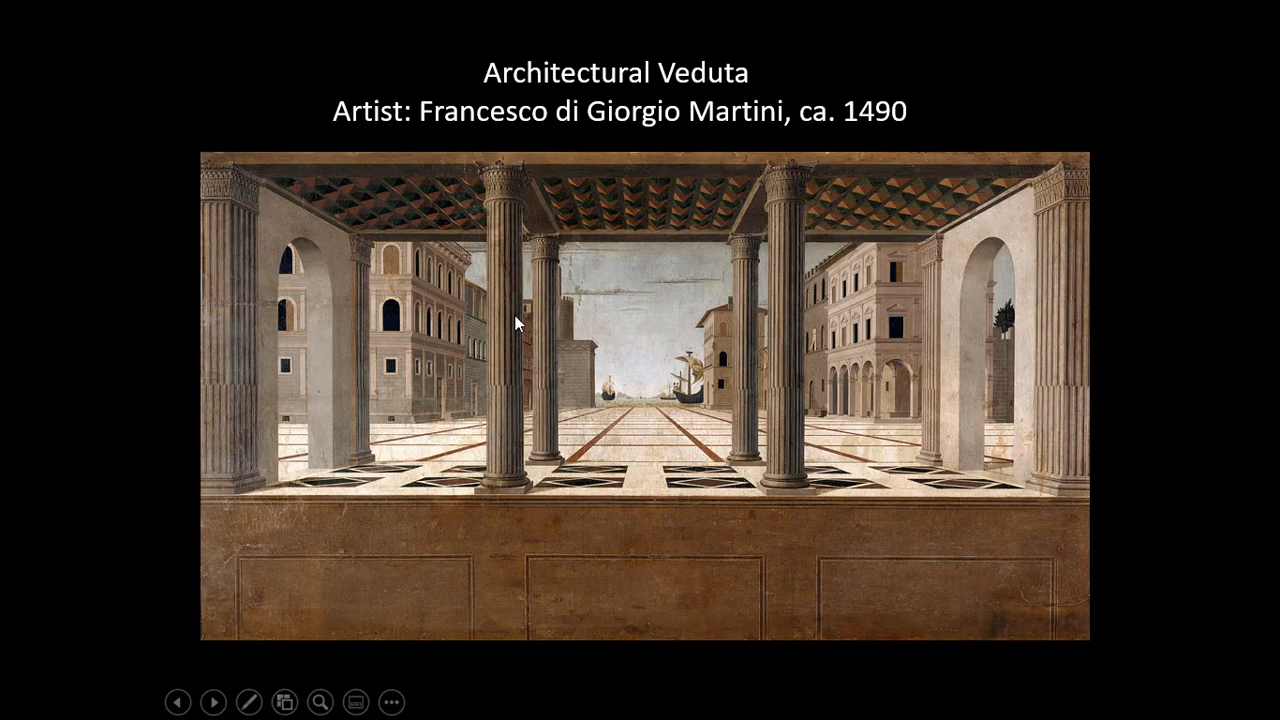 Architectural Veduta
Artist: Francesco di Giorgio Martini, ca. 1490